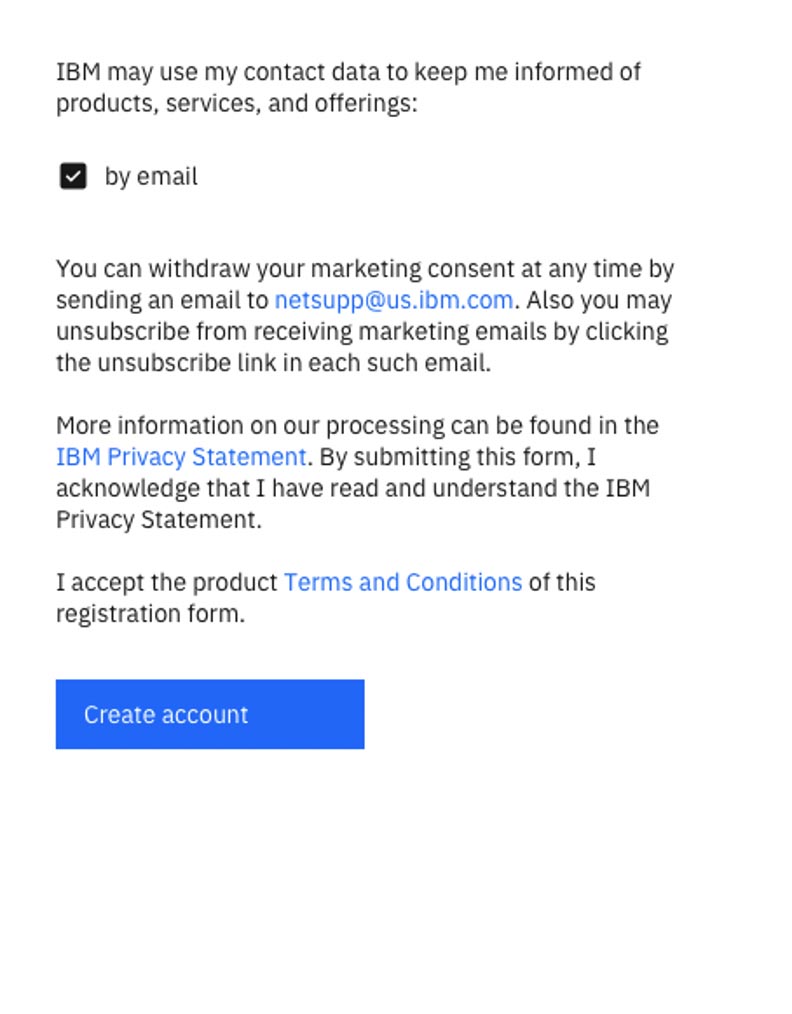 IBM may use my contact data to keep me informed of
products, services, and offerings:
by email
You can withdraw your marketing consent at any time by
sending an email to netsupp@us.ibm.com. Also you may
unsubscribe from receiving marketing emails by clicking
the unsubscribe link in each such email.
More information on our processing can be found in the
IBM Privacy Statement. By submitting this form, I
acknowledge that I have read and understand the IBM
Privacy Statement.
I accept the product Terms and Conditions of this
registration form.
Create account